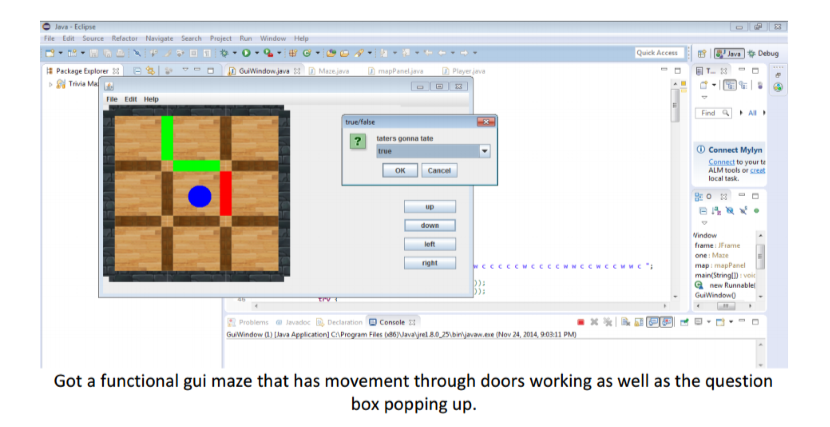 Java - Eclipse
File Edit Source Refactor Navigate Search Project Run Window Help
Quick Access
Java
Debug
Package Explorer
GuiWindow.java
Maze.java
mapPanel.java
Player.java
T...
Trivia Ma
File Edit Help
true/false
taters gonna tate
true
OK
Cancel
Find
All
Connect Mylyn
Connect to your ta
ALM tools or creat
local task.
up
down
left
right
O
Window
frame : JFrame
one : Maze
map : mapPanel
main(String[]) : voi
new Runnable
GuiWindow()
w c c c c c w c c c c w w c c w c c w w c ";
));
));
try {
Problems
Javadoc
Declaration
Console
GuiWindow (1) [Java Application] C:\Program Files (x86)\Java\jre1.8.0_25\bin\javaw.exe (Nov 24, 2014, 9:03:11 PM)
Got a functional gui maze that has movement through doors working as well as the question
box popping up.